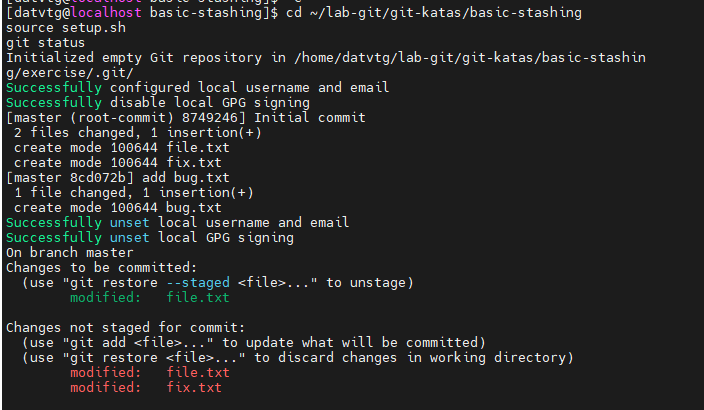 [datvtg@localhost basic-stashing]$ cd ~/lab-git/git-katas/basic-stashing
source setup.sh
git status
Initialized empty Git repository in /home/datvtg/lab-git/git-katas/basic-stashin
g/exercise/.git/
Successfully configured local username and email
Successfully disable local GPG signing
[master (root-commit) 8749246] Initial commit
 2 files changed, 1 insertion(+)
 create mode 100644 file.txt
 create mode 100644 fix.txt
[master 8cd072b] add bug.txt
 1 file changed, 1 insertion(+)
 create mode 100644 bug.txt
Successfully unset local username and email
Successfully unset local GPG signing
On branch master
Changes to be committed:
  (use "git restore --staged <file>..." to unstage)
        modified:   file.txt

Changes not staged for commit:
  (use "git add <file>..." to update what will be committed)
  (use "git restore <file>..." to discard changes in working directory)
        modified:   file.txt
        modified:   fix.txt